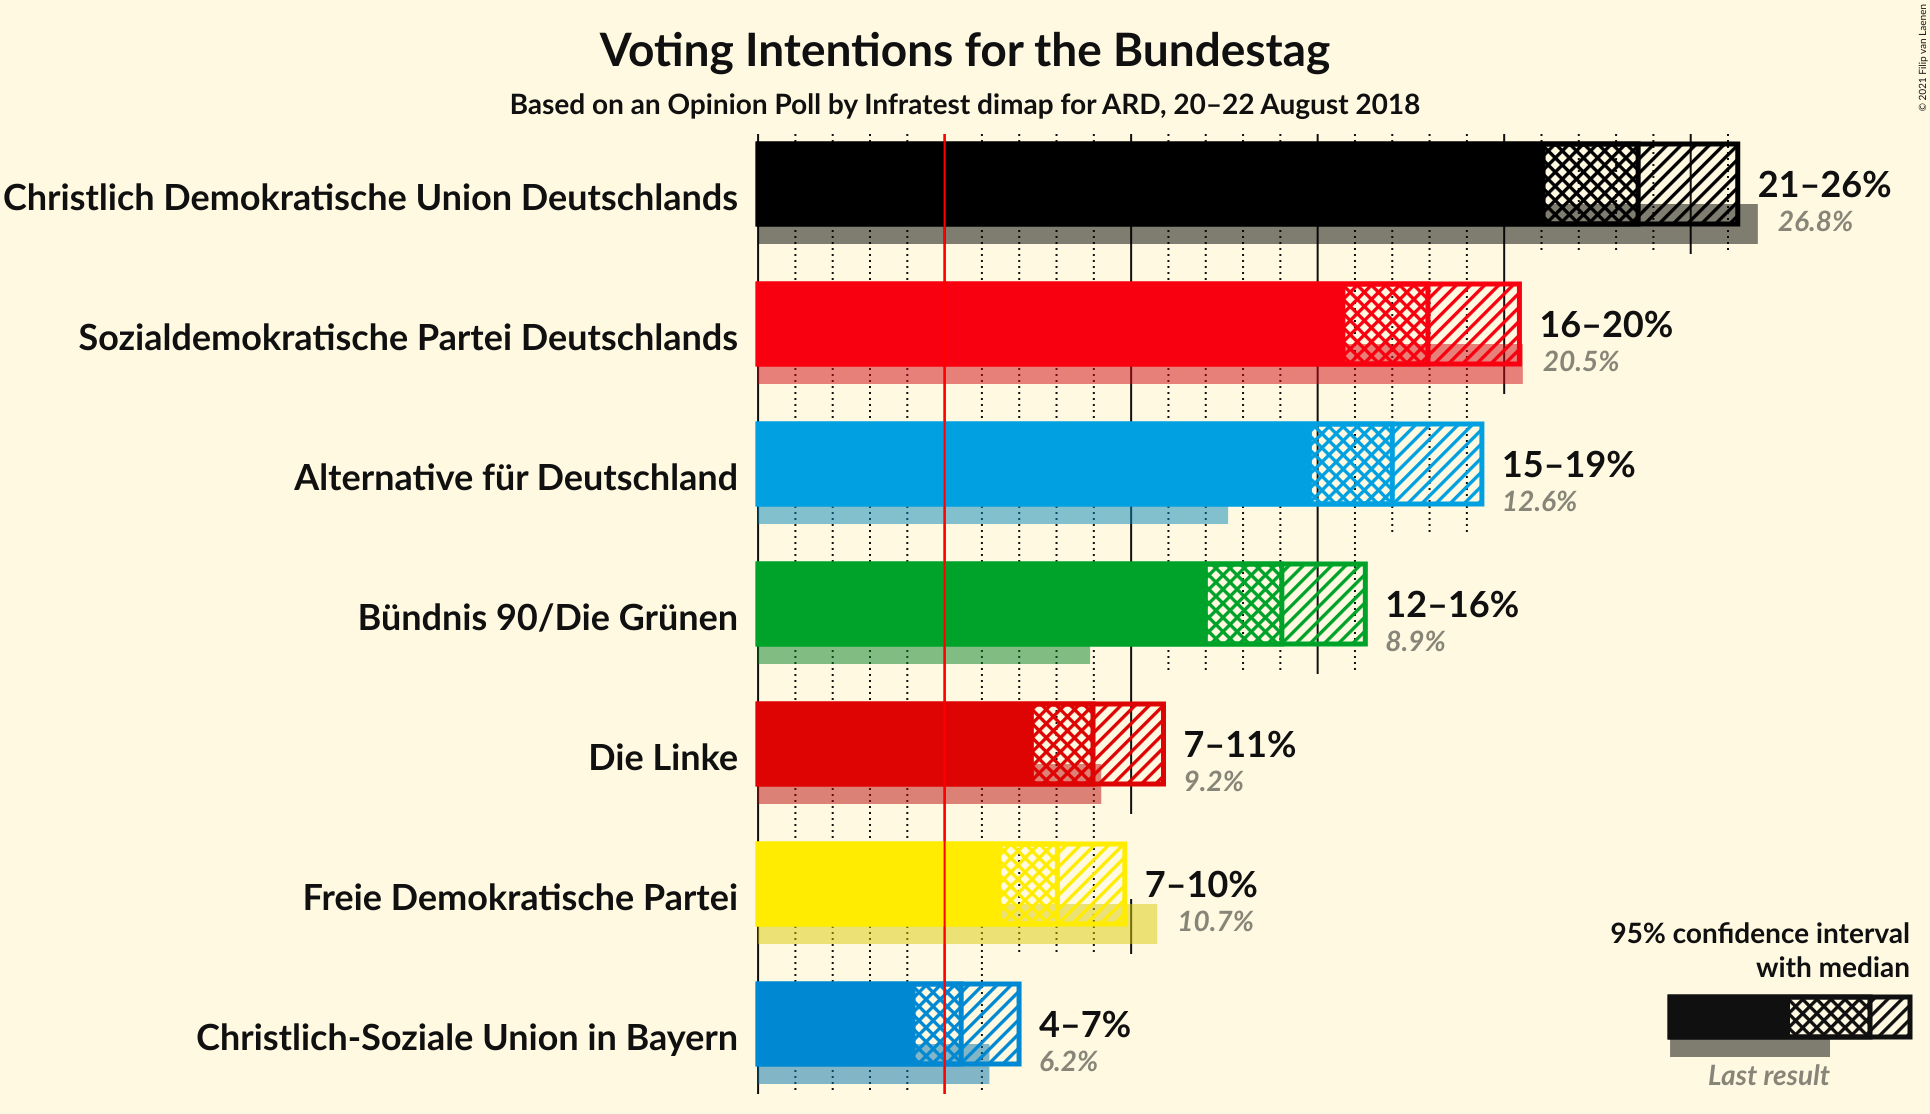 Voting Intentions for the Bundestag
Based on an Opinion Poll by Infratest dimap for ARD, 20–22 August 2018
© 2021 Filip van Laenen
Christlich Demokratische Union Deutschlands
21–26%
26.8%
Sozialdemokratische Partei Deutschlands
16–20%
20.5%
Alternative für Deutschland
15–19%
12.6%
Bündnis 90/Die Grünen
12–16%
8.9%
Die Linke
7–11%
9.2%
Freie Demokratische Partei
7–10%
10.7%
Christlich-Soziale Union in Bayern
4–7%
6.2%
95% confidence interval
with median
Last result